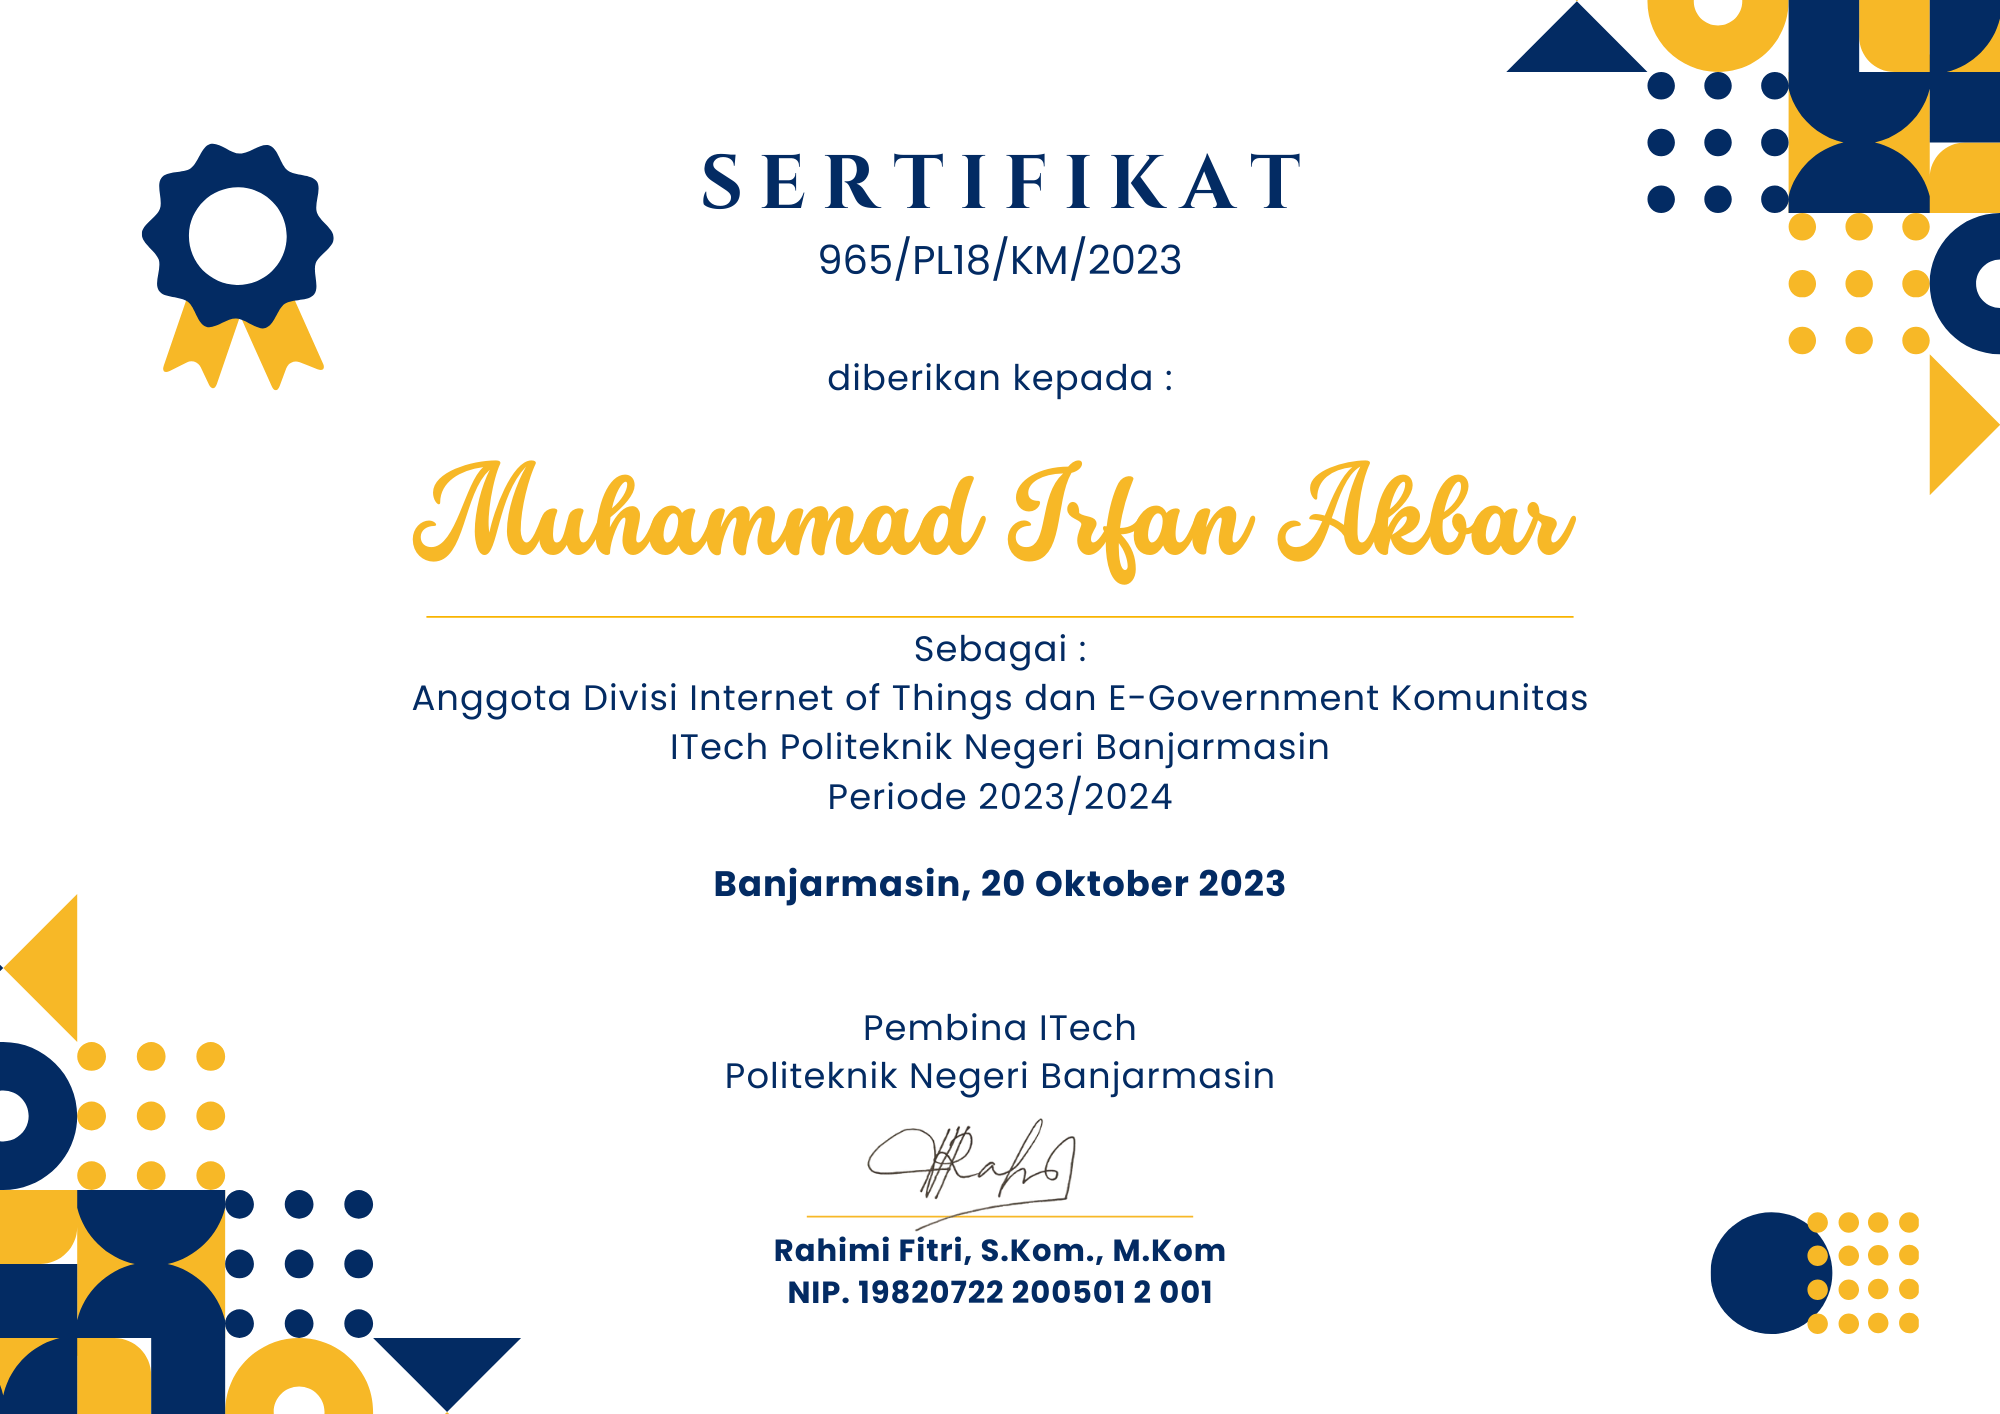 SERTIFIKAT
965/PL18/KM/2023
diberikan kepada :
Muhammad Irfan Akbar
Sebagai :
Anggota Divisi Internet of Things dan E-Government Komunitas
ITech Politeknik Negeri Banjarmasin
Periode 2023/2024
Banjarmasin, 20 Oktober 2023
Pembina ITech
Politeknik Negeri Banjarmasin
Rahimi Fitri, S.Kom., M.Kom
NIP. 19820722 200501 2 001